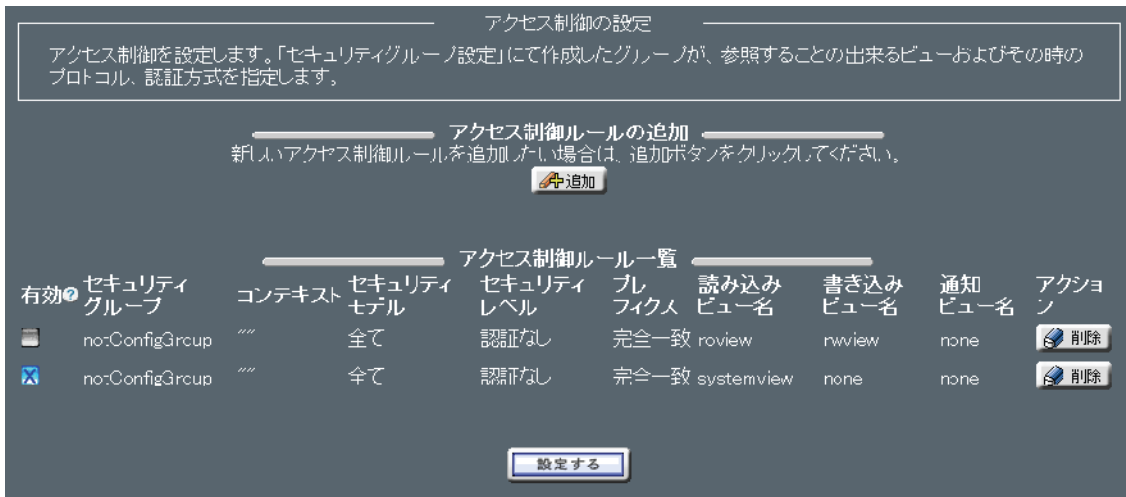 アクセス制御の設定
アクセス制御を設定します。「セキュリティグループ設定」にて作成したグループが、参照することの出来るビューおよびその時の
プロトコル、認証方式を指定します。
アクセス制御ルールの追加
新しいアクセス制御ルールを追加したい場合は、追加ボタンをクリックしてください。
追加
アクセス制御ルール一覧
有効 セキュリティグループ コンテキスト セキュリティモデル セキュリティレベル プレフィクス 読み込みビュー名 書き込みビュー名 通知ビュー名 アクション
notConfigGroup "" 全て 認証なし 完全一致 roview rwview none 削除
notConfigGroup "" 全て 認証なし 完全一致 systemview none none 削除
設定する